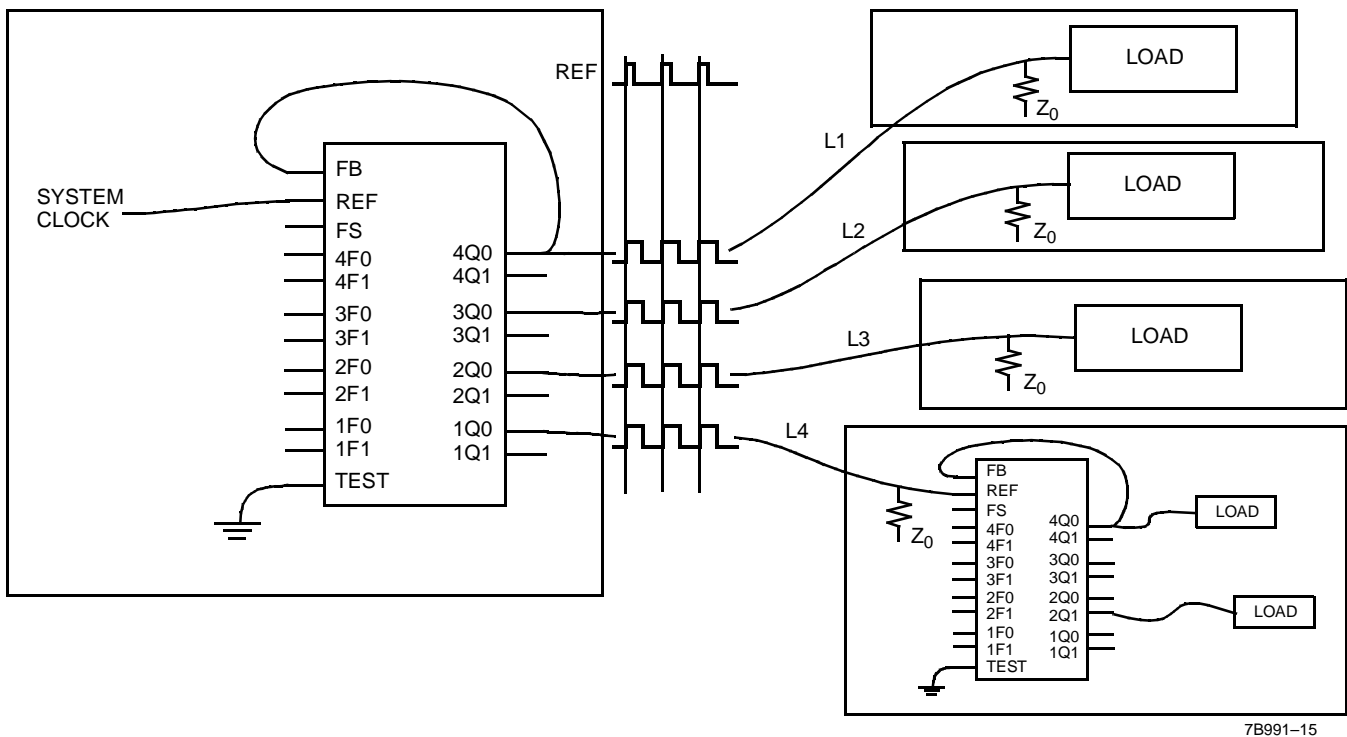 REF
SYSTEM
CLOCK
FB
REF
FS
4F0
4F1
3F0
3F1
2F0
2F1
1F0
1F1
TEST
4Q0
4Q1
3Q0
3Q1
2Q0
2Q1
1Q0
1Q1
L1
L2
L3
L4
LOAD
Z0
LOAD
Z0
LOAD
Z0
Z0
FB
REF
FS
4F0
4F1
3F0
3F1
2F0
2F1
1F0
1F1
TEST
4Q0
4Q1
3Q0
3Q1
2Q0
2Q1
1Q0
1Q1
LOAD
LOAD
7B991–15